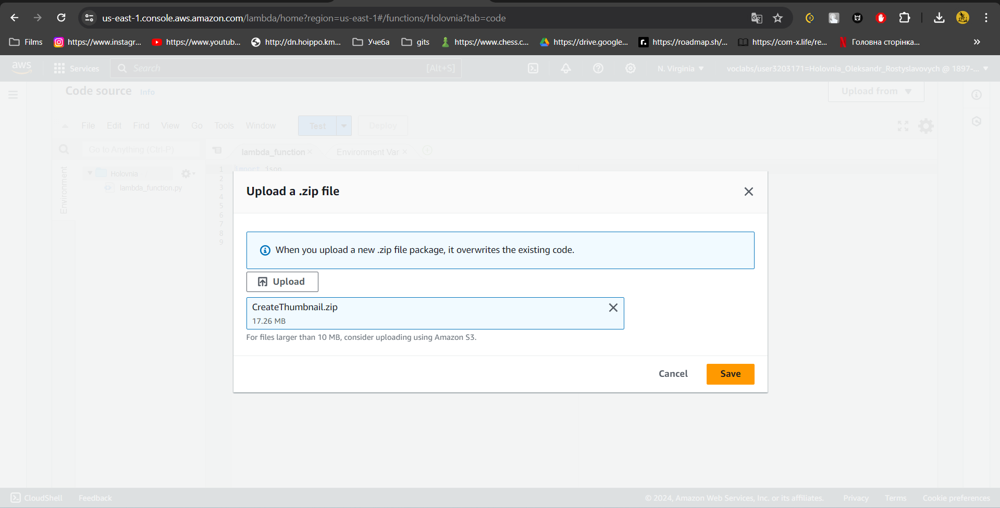 us-east-1.console.aws.amazon.com/lambda/home?region=us-east-1#/functions/Holovnia?tab=code
Films https://www.instagr... https://www.youtub... http://dn.hoippo.km... Учеба gits https://www.chess.c... https://drive.google... https://roadmap.sh/... https://com-x.life/re... Головна сторінка... »
aws Services Search [Alt+S] N. Virginia voclabs/user3203171=Holovnia_Oleksandr_Rostyslavovych @ 1897-...
Code source Info Upload from
File Edit Find View Go Tools Window Test Deploy
Go to Anything (Ctrl-P) lambda_function × Environment Var ×
Environment
Holovnia
lambda_function.py
1 import json
2
3
4
5
6
7
8
9
Upload a .zip file
When you upload a new .zip file package, it overwrites the existing code.
Upload
CreateThumbnail.zip
17.26 MB
For files larger than 10 MB, consider uploading using Amazon S3.
Cancel Save
CloudShell Feedback © 2024, Amazon Web Services, Inc. or its affiliates. Privacy Terms Cookie preferences